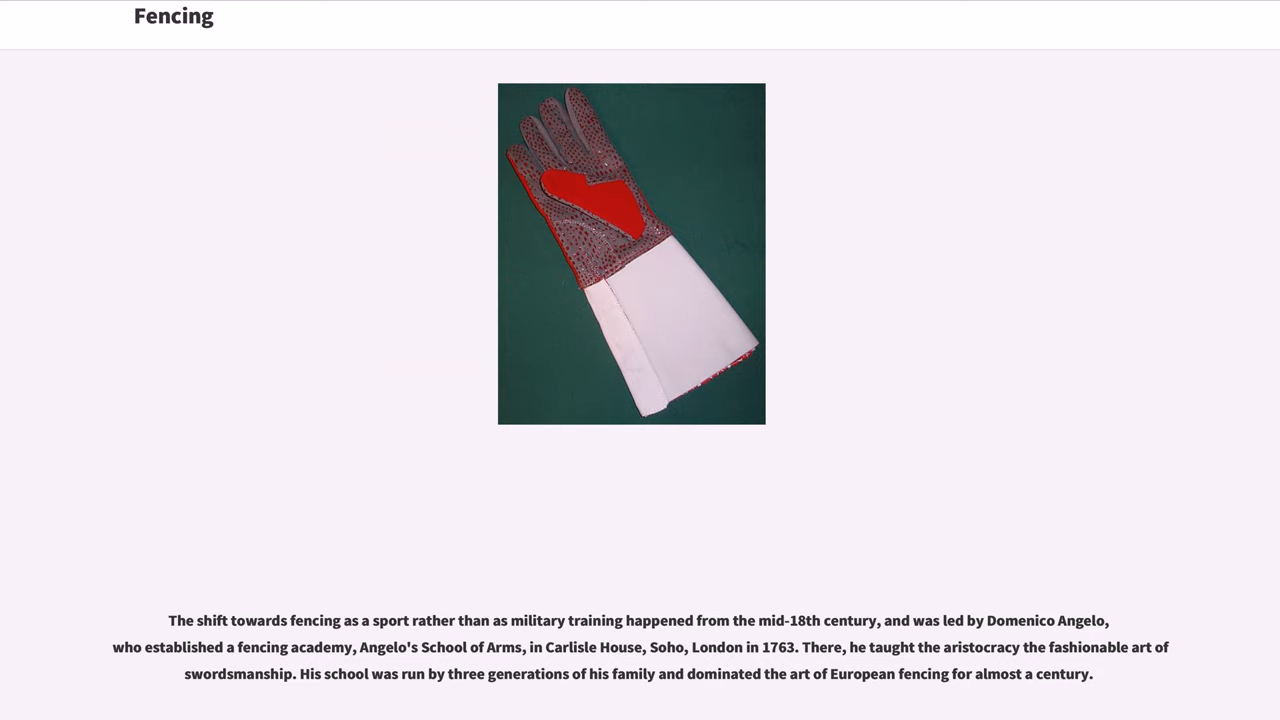 Fencing
The shift towards fencing as a sport rather than as military training happened from the mid-18th century, and was led by Domenico Angelo,
who established a fencing academy, Angelo's School of Arms, in Carlisle House, Soho, London in 1763. There, he taught the aristocracy the fashionable art of
swordsmanship. His school was run by three generations of his family and dominated the art of European fencing for almost a century.